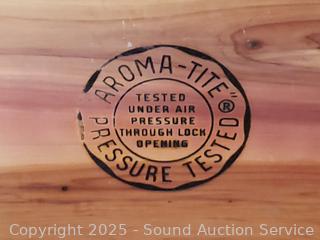 AROMA-TITE"®
TESTED
UNDER AIR
PRESSURE
THROUGH LOCK
OPENING
PRESSURE TESTED
Copyright 2025 - Sound Auction Service